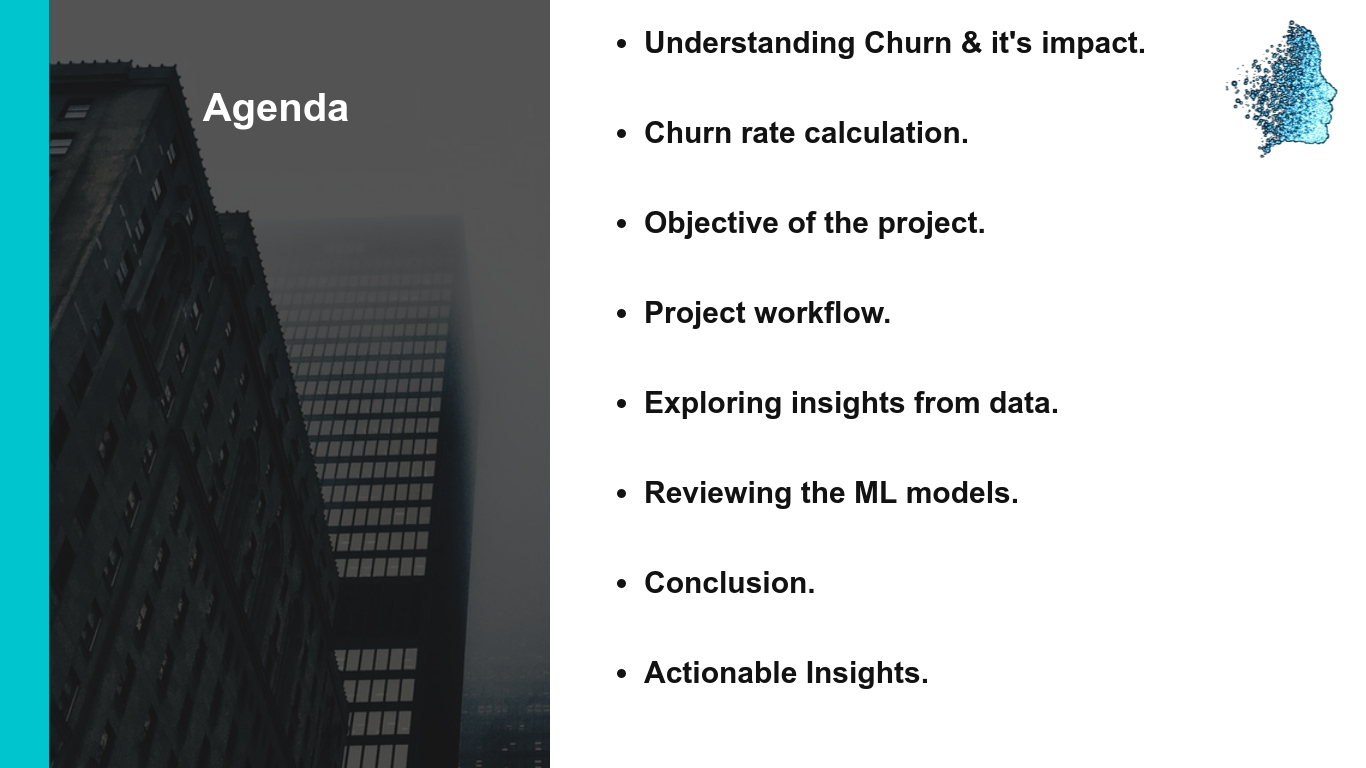 Agenda
Understanding Churn & it's impact.
Churn rate calculation.
Objective of the project.
Project workflow.
Exploring insights from data.
Reviewing the ML models.
Conclusion.
Actionable Insights.